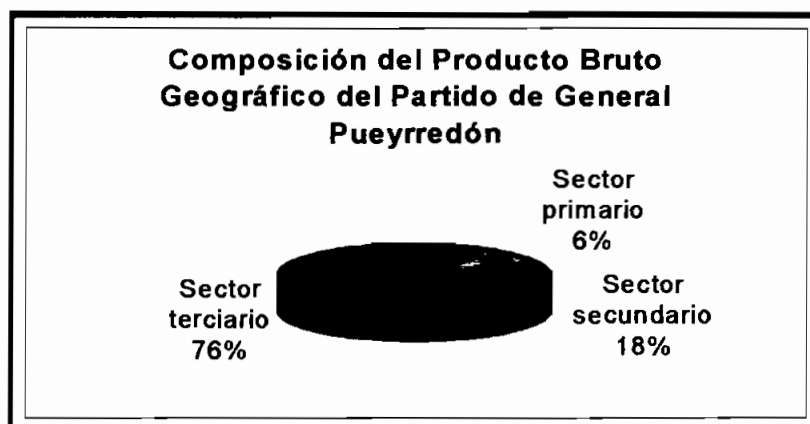 Composición del Producto Bruto
Geográfico del Partido de General
Pueyrredón
Sector
primario
6%
Sector
secundario
18%
Sector
terciario
76%